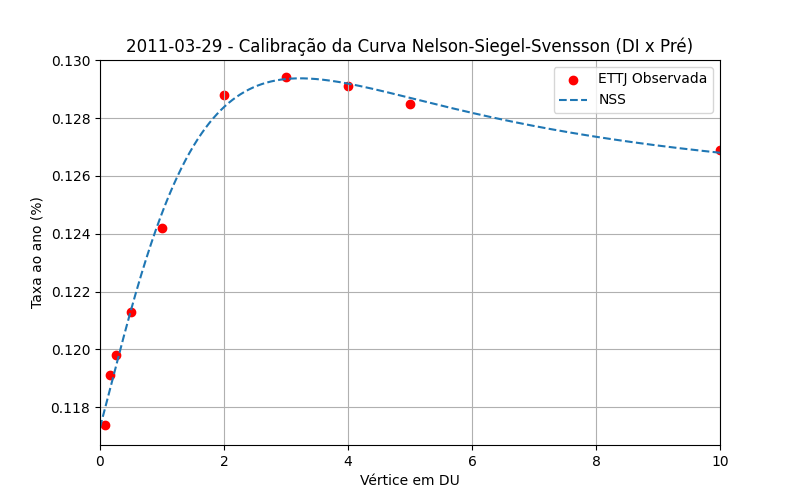 2011-03-29 - Calibração da Curva Nelson-Siegel-Svensson (DI x Pré)
ETTJ Observada
NSS
Taxa ao ano (%)
0.130
0.128
0.126
0.124
0.122
0.120
0.118
0 2 4 6 8 10
Vértice em DU